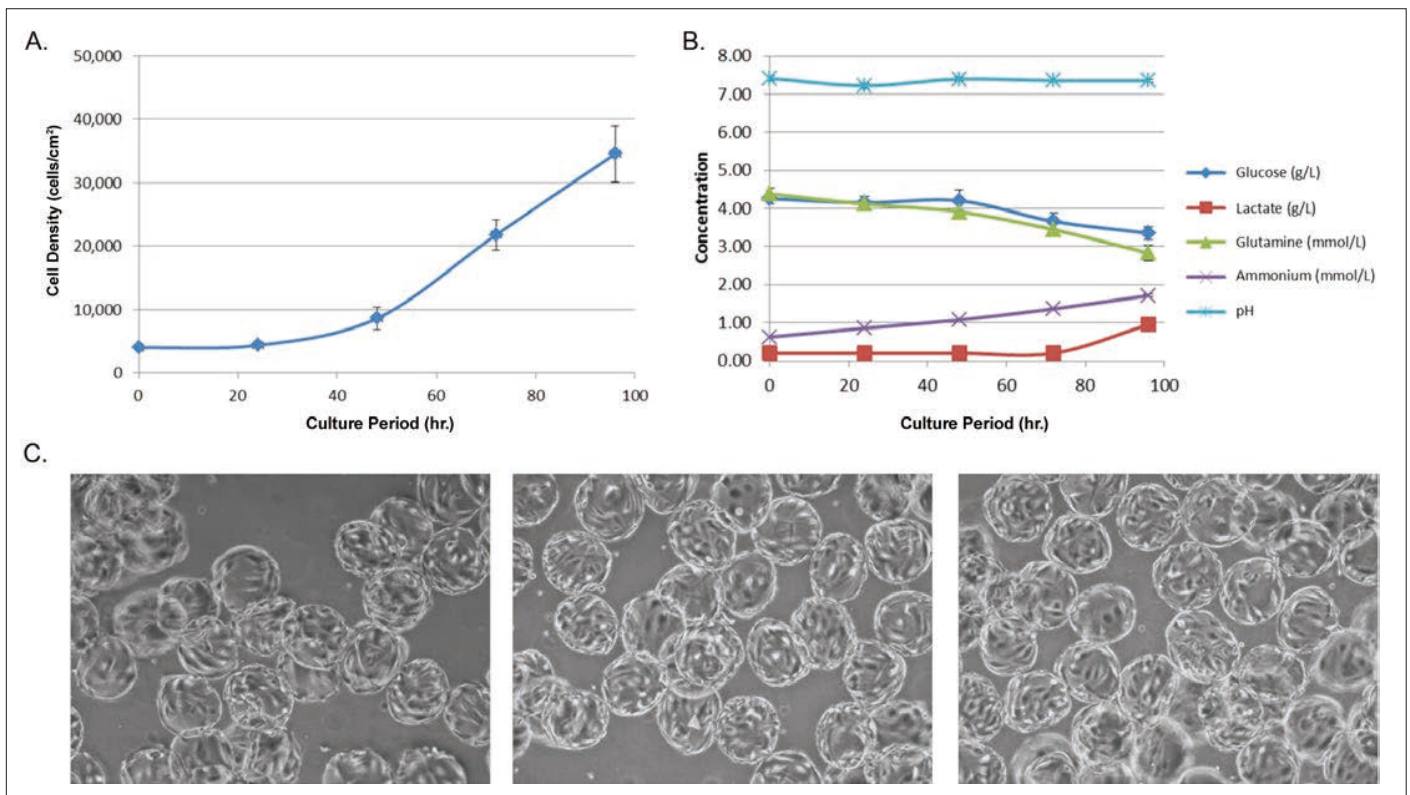 A.
50,000
40,000
30,000
20,000
10,000
0
Cell Density (cells/cm²)
0 20 40 60 80 100
Culture Period (hr.)
B.
8.00
7.00
6.00
5.00
4.00
3.00
2.00
1.00
0.00
Concentration
0 20 40 60 80 100
Culture Period (hr.)
Glucose (g/L)
Lactate (g/L)
Glutamine (mmol/L)
Ammonium (mmol/L)
pH
C.